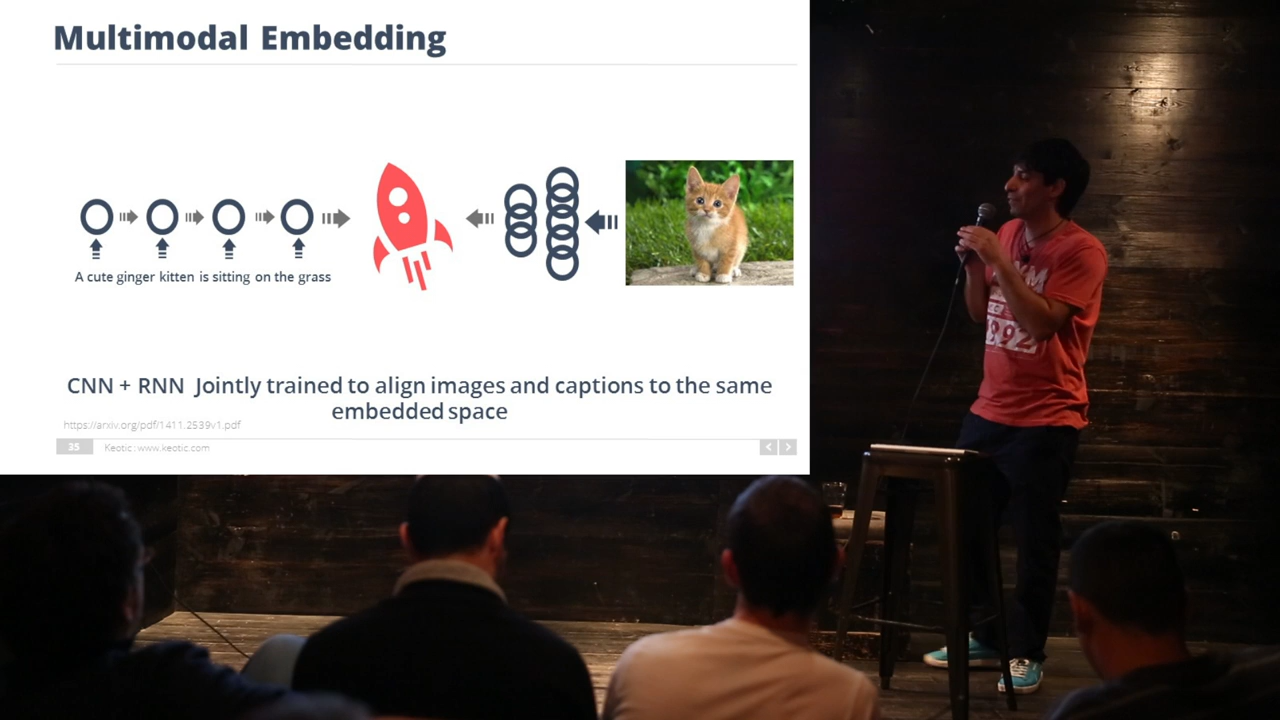 Multimodal Embedding
A cute ginger kitten is sitting on the grass
CNN + RNN Jointly trained to align images and captions to the same
embedded space
https://arxiv.org/pdf/1411.2539v1.pdf
35
Keotic : www.keotic.com
1992